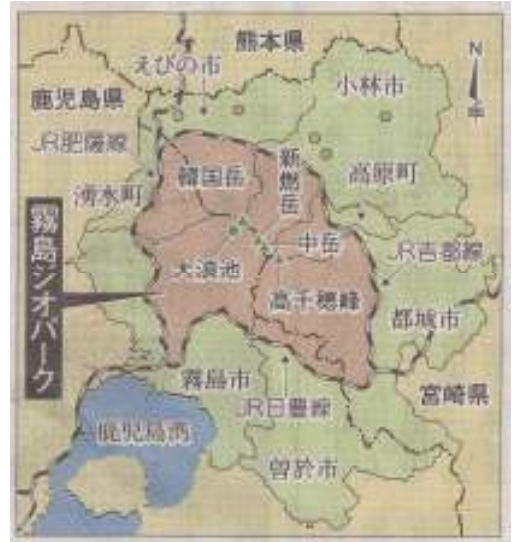 熊本県
N
えびの市
小林市
鹿児島県
JR肥薩線
新燃岳
韓国岳
高原町
湧水町
中岳
霧島ジオパーク
大浪池
JR吉都線
高千穂峰
都城市
霧島市
宮崎県
JR日豊線
鹿児島湾
曽於市